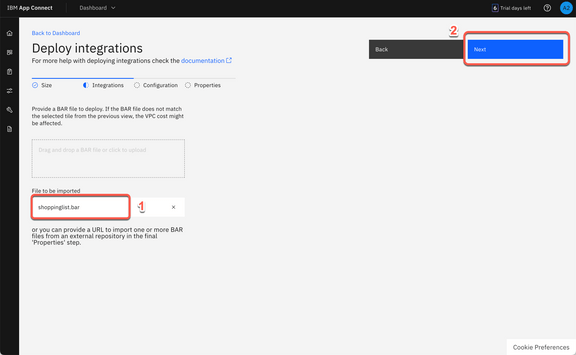 IBM App Connect
Dashboard
6 Trial days left
AZ
Back to Dashboard
Deploy integrations
For more help with deploying integrations check the documentation
2
Back
Next
Size
Integrations
Configuration
Properties
Provide a BAR file to deploy. If the BAR file does not
match the selected tile from the previous view, the VPC cost might
be affected.
Drag and drop a BAR file or click to upload
File to be imported
shoppinglist.bar
1
or you can provide a URL to import one or more BAR
files from an external repository in the final
'Properties' step.
Cookie Preferences